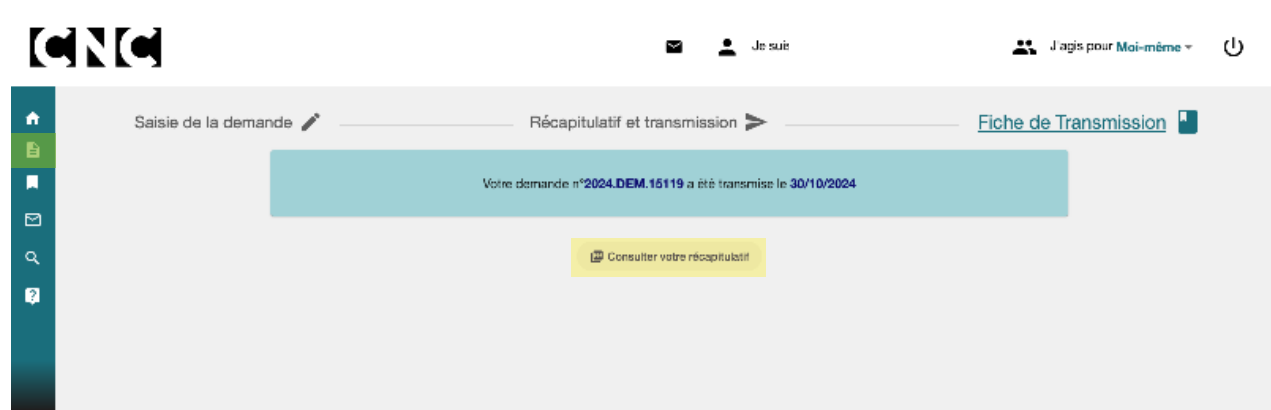 CNC
Je suis
J'agis pour Moi-même
Saisie de la demande
Récapitulatif et transmission
Fiche de Transmission
Votre demande n°2024.DEM.15119 a été transmise le 30/10/2024
Consulter votre récapitulatif